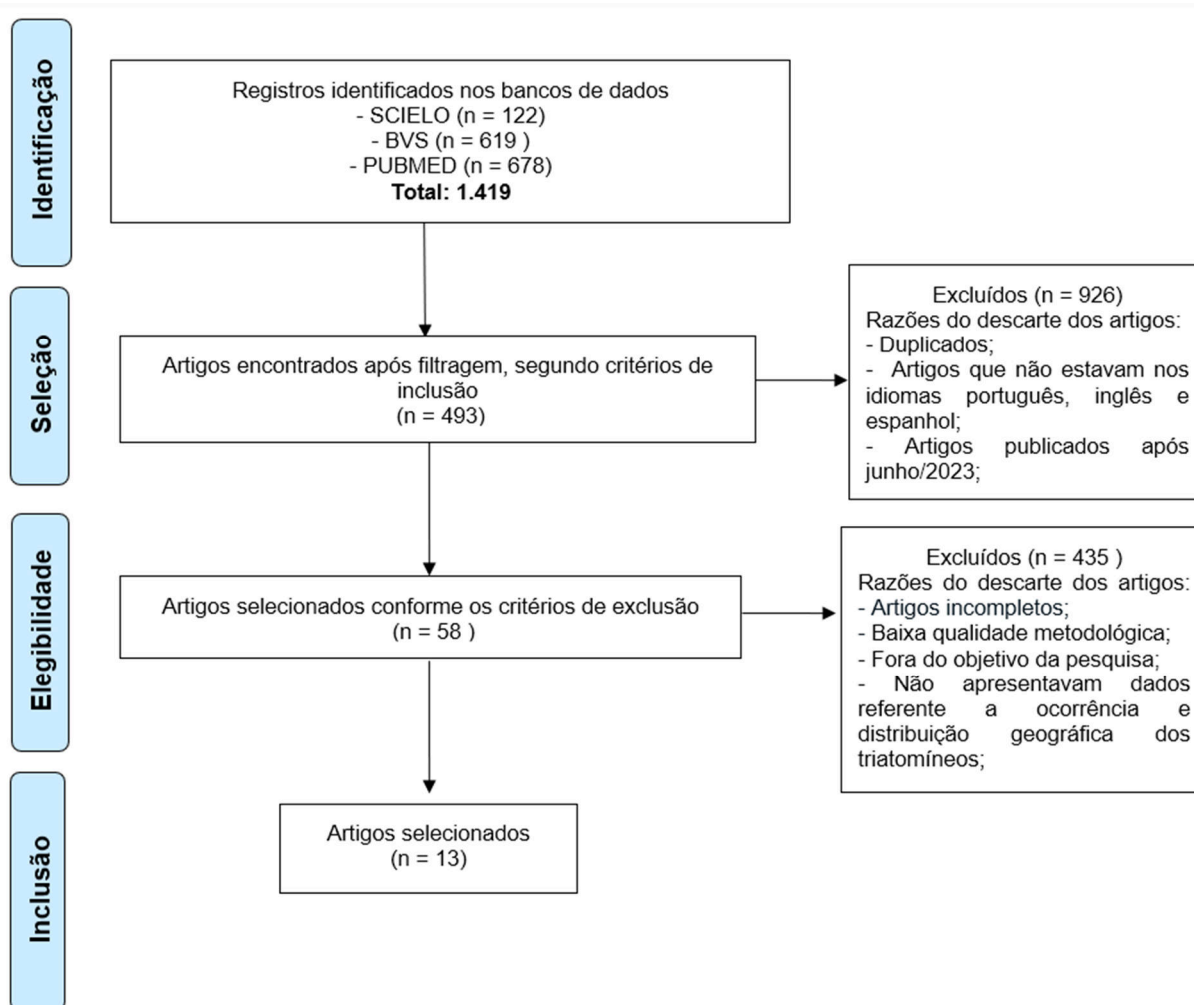 Identificação
Registros identificados nos bancos de dados
- SCIELO (n = 122)
- BVS (n = 619 )
- PUBMED (n = 678)
Total: 1.419
Seleção
Artigos encontrados após filtragem, segundo critérios de
inclusão
(n = 493)
Excluídos (n = 926)
Razões do descarte dos artigos:
- Duplicados;
- Artigos que não estavam nos
idiomas português, inglês e
espanhol;
- Artigos publicados após
junho/2023;
Elegibilidade
Artigos selecionados conforme os critérios de exclusão
(n = 58 )
Excluídos (n = 435 )
Razões do descarte dos artigos:
- Artigos incompletos;
- Baixa qualidade metodológica;
- Fora do objetivo da pesquisa;
- Não apresentavam dados
referente a ocorrência e
distribuição geográfica dos
triatomíneos;
Inclusão
Artigos selecionados
(n = 13)